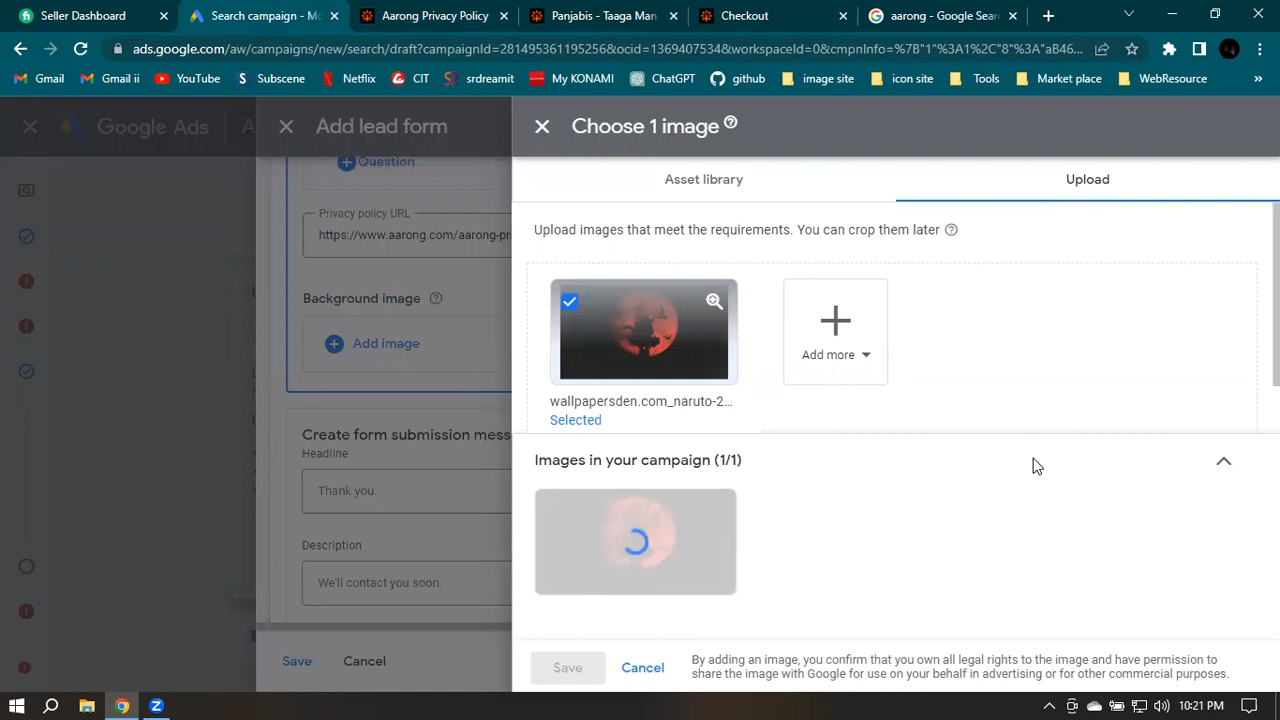 Seller Dashboard
Search campaign - Mo
Aarong Privacy Policy
Panjabis - Taaga Man
Checkout
aarong - Google Sear
ads.google.com/aw/campaigns/new/search/draft?campaignId=281495361195256&ocid=1369407534&workspaceId=0&cmpnInfo=%7B"1"%3A1%2C"8"%3A"aB46...
Gmail
Gmail ii
YouTube
Subscene
Netflix
CIT
srdreamit
My KONAMI
ChatGPT
github
image site
icon site
Tools
Market place
WebResource
»
Google Ads
A
Add lead form
Question
Privacy policy URL
https://www.aarong.com/aarong-pr
Background image
Add image
Create form submission mess
Headline
Thank you.
Description
We'll contact you soon.
Save
Cancel
Choose 1 image
Asset library
Upload
Upload images that meet the requirements. You can crop them later
Add more
wallpapersden.com_naruto-2...
Selected
Images in your campaign (1/1)
Save
Cancel
By adding an image, you confirm that you own all legal rights to the image and have permission to
share the image with Google for use on your behalf in advertising or for other commercial purposes.
10:21 PM